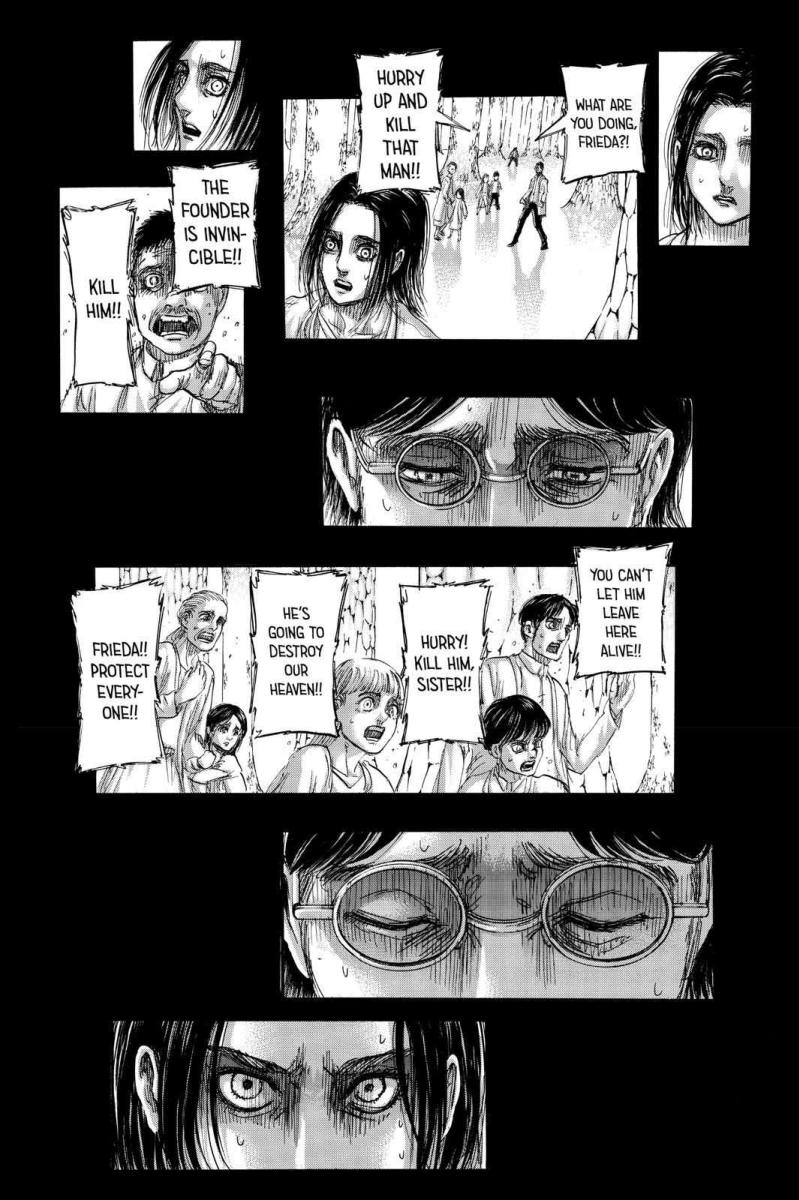 WHAT ARE
YOU DOING,
FRIEDA?!
HURRY
UP AND
KILL
THAT
MAN!!
THE
FOUNDER
IS INVIN-
CIBLE!!
KILL
HIM!!
YOU CAN'T
LET HIM
LEAVE
HERE
ALIVE!!
HURRY!
KILL HIM,
SISTER!!
HE'S
GOING TO
DESTROY
OUR
HEAVEN!!
FRIEDA!!
PROTECT
EVERY-
ONE!!